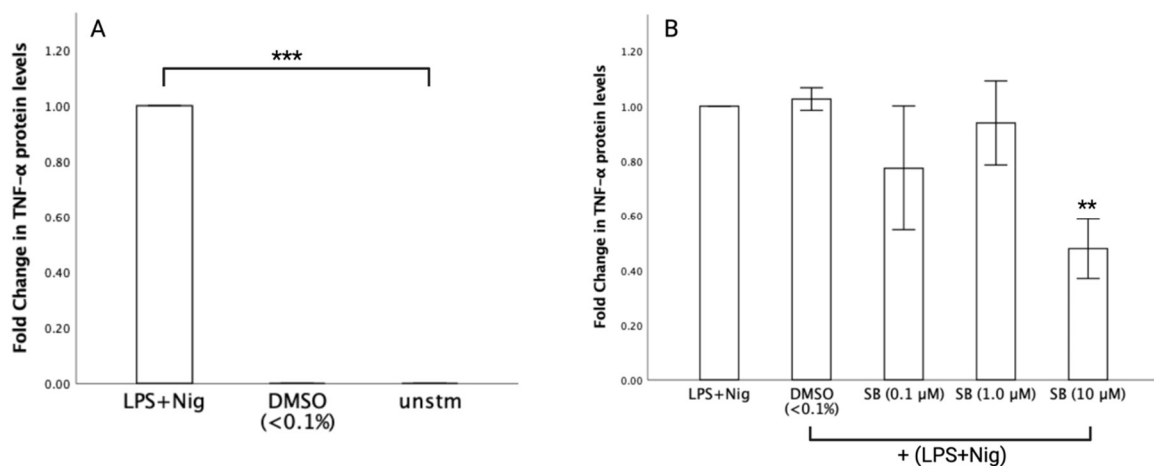 A
Fold Change in TNF-α protein levels
1.20
1.00
0.80
0.60
0.40
0.20
0.00
***
LPS+Nig
DMSO
(<0.1%)
unstm
B
Fold Change in TNF-α protein levels
1.20
1.00
0.80
0.60
0.40
0.20
0.00
**
LPS+Nig
DMSO
(<0.1%)
SB (0.1 μM)
SB (1.0 μM)
SB (10 μM)
+ (LPS+Nig)